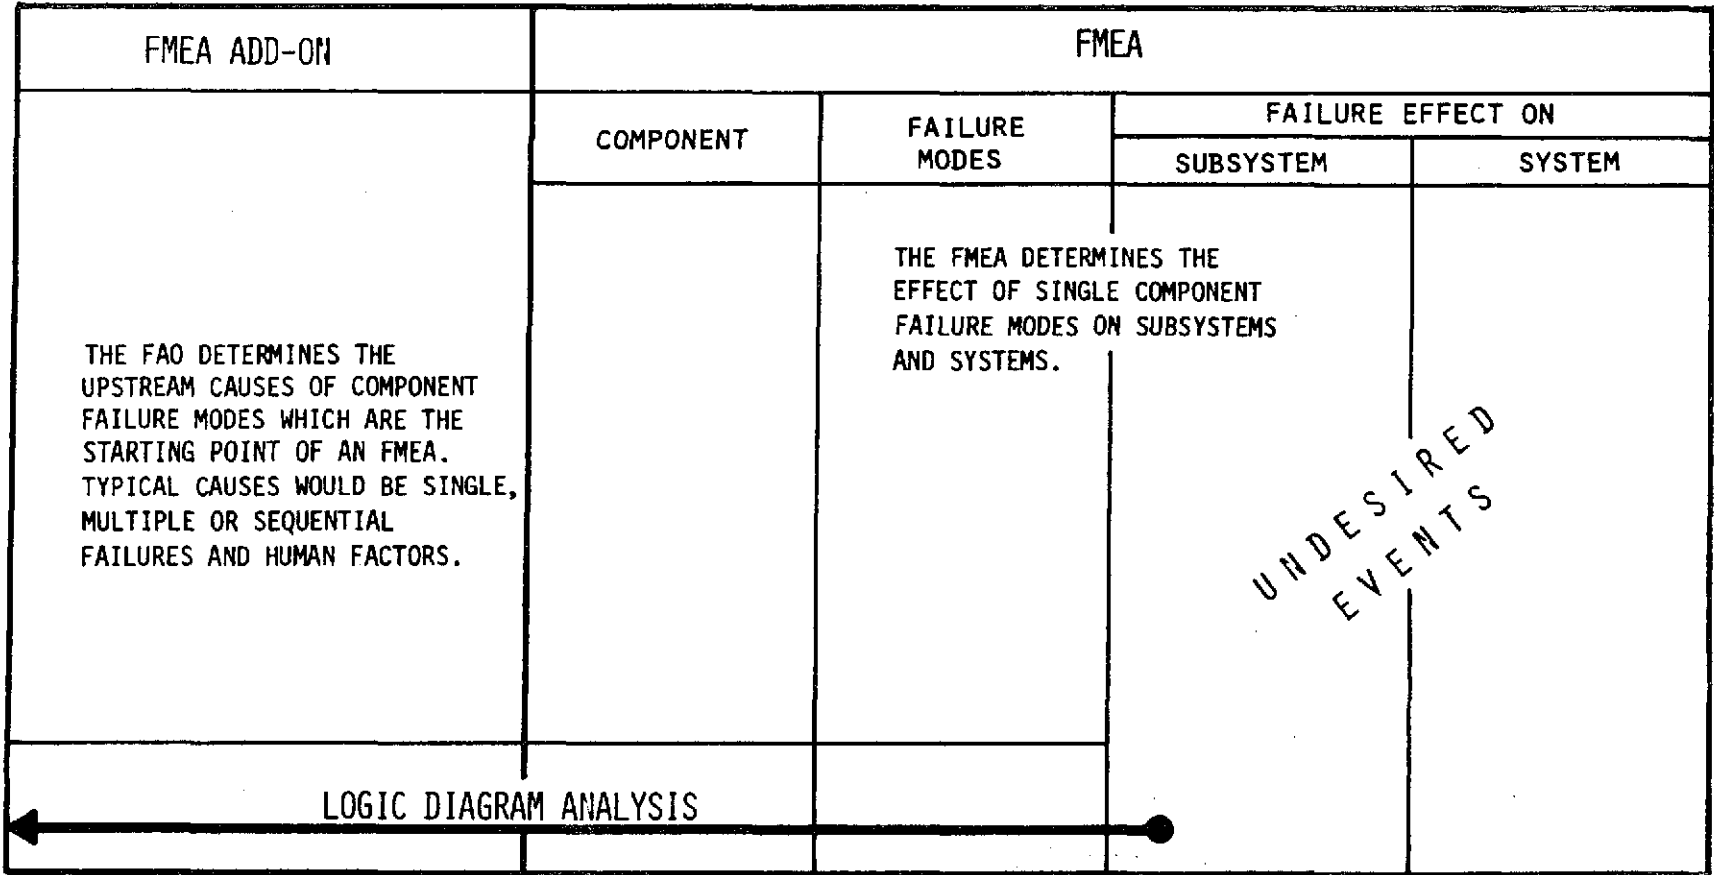 FMEA ADD-ON
FMEA
COMPONENT
FAILURE
MODES
FAILURE EFFECT ON
SUBSYSTEM
SYSTEM
THE FAO DETERMINES THE
UPSTREAM CAUSES OF COMPONENT
FAILURE MODES WHICH ARE THE
STARTING POINT OF AN FMEA.
TYPICAL CAUSES WOULD BE SINGLE,
MULTIPLE OR SEQUENTIAL
FAILURES AND HUMAN FACTORS.
THE FMEA DETERMINES THE
EFFECT OF SINGLE COMPONENT
FAILURE MODES ON SUBSYSTEMS
AND SYSTEMS.
UNDESIRED
EVENTS
LOGIC DIAGRAM ANALYSIS